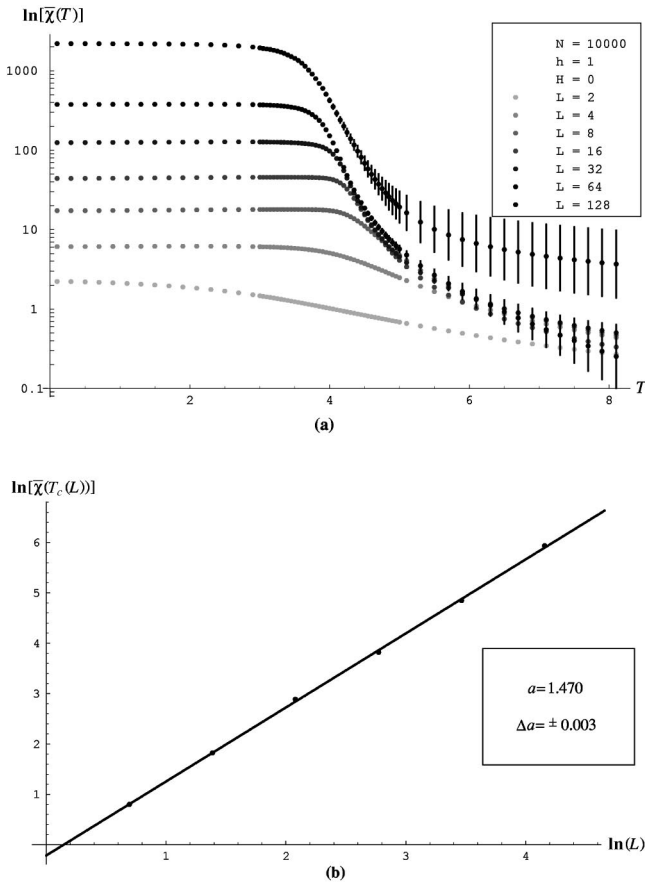 ln[χ̅(T)]
N = 10000
h = 1
H = 0
L = 2
L = 4
L = 8
L = 16
L = 32
L = 64
L = 128
1000
100
10
1
0.1
2 4 6 8 T
(a)
ln[χ̅(T_c(L))]
6
5
4
3
2
1
a=1.470
Δa= ± 0.003
1 2 3 4 ln(L)
(b)